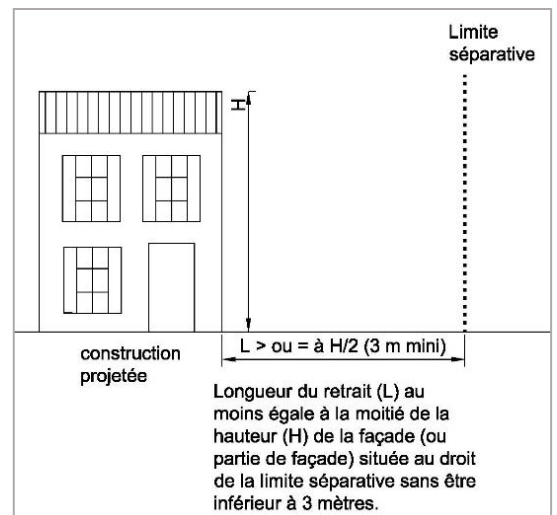 Limite
séparative
H
L > ou = à H/2 (3 m mini)
construction
projetée
Longueur du retrait (L) au
moins égale à la moitié de la
hauteur (H) de la façade (ou
partie de façade) située au droit
de la limite séparative sans être
inférieur à 3 mètres.